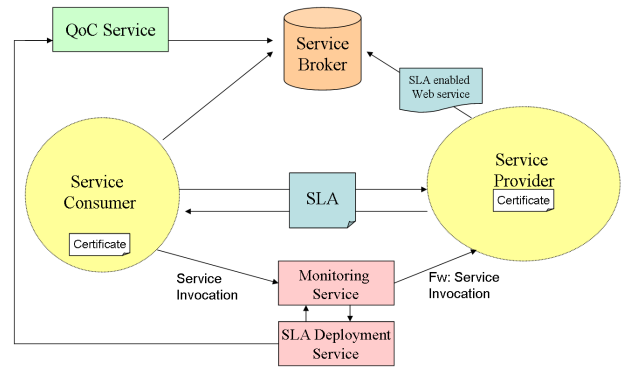 QoC Service
Service
Broker
SLA enabled
Web service
Service
Consumer
Certificate
SLA
Service
Provider
Certificate
Service
Invocation
Monitoring
Service
Fw: Service
Invocation
SLA Deployment
Service